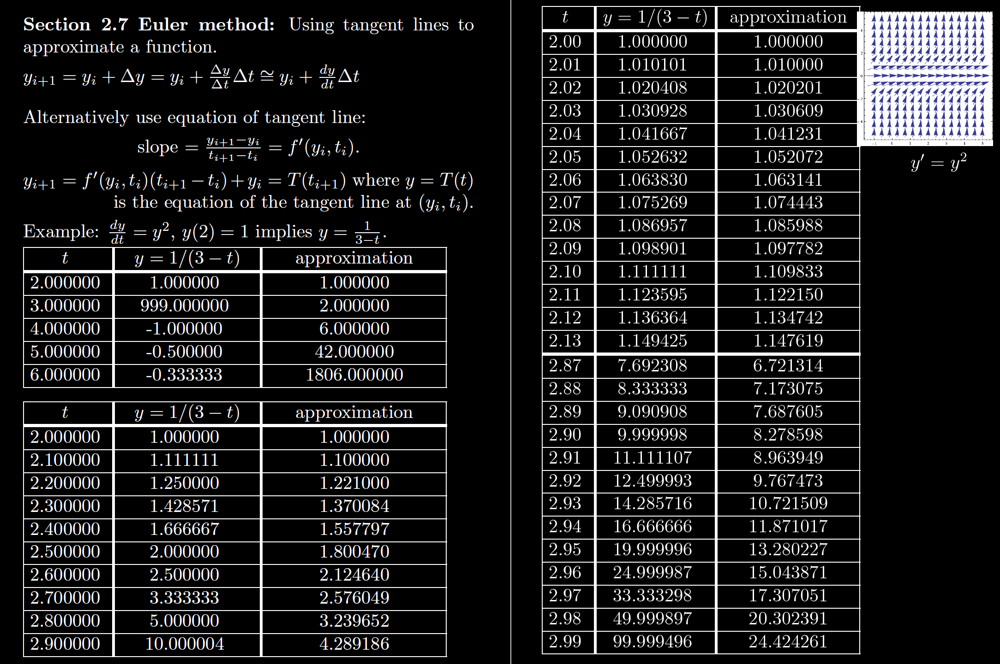 Section 2.7 Euler method: Using tangent lines to
approximate a function.
y_{i+1} = y_i + Δy = y_i + \frac{Δy}{Δt}Δt ≅ y_i + \frac{dy}{dt}Δt
Alternatively use equation of tangent line:
slope = \frac{y_{i+1}−y_i}{t_{i+1}−t_i} = f′(y_i, t_i).
y_{i+1} = f′(y_i, t_i)(t_{i+1} − t_i) + y_i = T(t_{i+1}) where y = T(t)
is the equation of the tangent line at (y_i, t_i).
Example: \frac{dy}{dt} = y², y(2) = 1 implies y = \frac{1}{3−t}.
t y = 1/(3 − t) approximation
2.000000 1.000000 1.000000
3.000000 999.000000 2.000000
4.000000 -1.000000 6.000000
5.000000 -0.500000 42.000000
6.000000 -0.333333 1806.000000
t y = 1/(3 − t) approximation
2.000000 1.000000 1.000000
2.100000 1.111111 1.100000
2.200000 1.250000 1.221000
2.300000 1.428571 1.370084
2.400000 1.666667 1.557797
2.500000 2.000000 1.800470
2.600000 2.500000 2.124640
2.700000 3.333333 2.576049
2.800000 5.000000 3.239652
2.900000 10.000004 4.289186
t y = 1/(3 − t) approximation
2.00 1.000000 1.000000
2.01 1.010101 1.010000
2.02 1.020408 1.020201
2.03 1.030928 1.030609
2.04 1.041667 1.041231
2.05 1.052632 1.052072
2.06 1.063830 1.063141
2.07 1.075269 1.074443
2.08 1.086957 1.085988
2.09 1.098901 1.097782
2.10 1.111111 1.109833
2.11 1.123595 1.122150
2.12 1.136364 1.134742
2.13 1.149425 1.147619
2.87 7.692308 6.721314
2.88 8.333333 7.173075
2.89 9.090908 7.687605
2.90 9.999998 8.278598
2.91 11.111107 8.963949
2.92 12.499993 9.767473
2.93 14.285716 10.721509
2.94 16.666666 11.871017
2.95 19.999996 13.280227
2.96 24.999987 15.043871
2.97 33.333298 17.307051
2.98 49.999897 20.302391
2.99 99.999496 24.424261
4
2
0
-2
-4
-1 0 1 2 3 4 5
y′ = y²